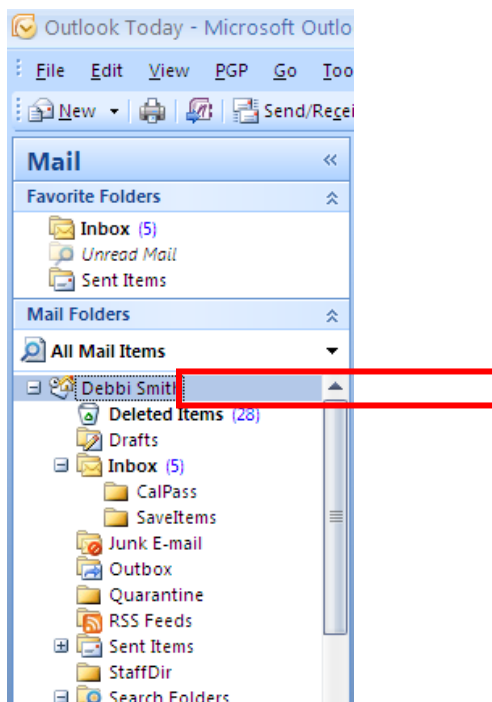 Outlook Today - Microsoft Outlo
File Edit View PGP Go Too
New Send/Recei
Mail
Favorite Folders
Inbox (5)
Unread Mail
Sent Items
Mail Folders
All Mail Items
Debbi Smith
Deleted Items (28)
Drafts
Inbox (5)
CalPass
SaveItems
Junk E-mail
Outbox
Quarantine
RSS Feeds
Sent Items
StaffDir
Search Folders